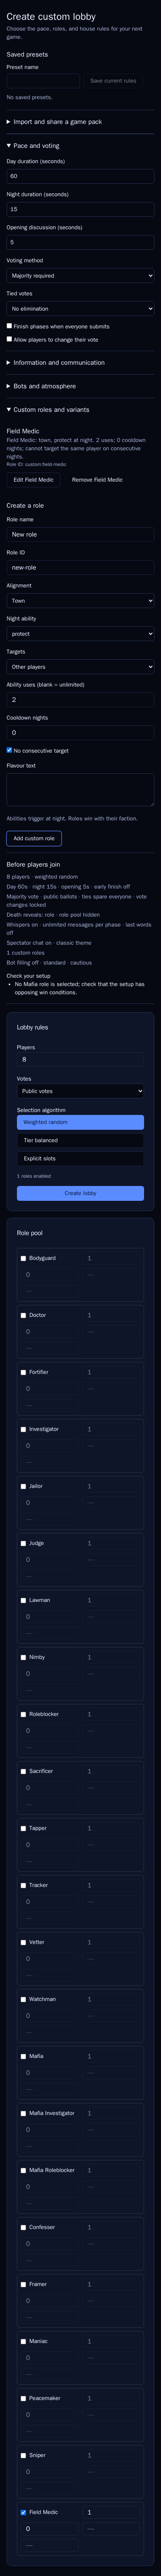 Create custom lobby
Choose the pace, roles, and house rules for your next
game.
Saved presets
Preset name
Save current rules
No saved presets.
▶ Import and share a game pack
▼ Pace and voting
Day duration (seconds)
60
Night duration (seconds)
15
Opening discussion (seconds)
5
Voting method
Majority required
Tied votes
No elimination
Finish phases when everyone submits
Allow players to change their vote
▶ Information and communication
▶ Bots and atmosphere
▼ Custom roles and variants
Field Medic
Field Medic: town, protect at night. 2 uses; 0 cooldown
nights; cannot target the same player on consecutive
nights.
Role ID: custom:field-medic
Edit Field Medic
Remove Field Medic
Create a role
Role name
New role
Role ID
new-role
Alignment
Town
Night ability
protect
Targets
Other players
Ability uses (blank = unlimited)
2
Cooldown nights
0
No consecutive target
Flavour text
Abilities trigger at night. Roles win with their faction.
Add custom role
Before players join
8 players · weighted random
Day 60s · night 15s · opening 5s · early finish off
Majority vote · public ballots · ties spare everyone · vote
changes locked
Death reveals: role · role pool hidden
Whispers on · unlimited messages per phase · last words
off
Spectator chat on · classic theme
1 custom roles
Bot filling off · standard · cautious
Check your setup
• No Mafia role is selected; check that the setup has
opposing win conditions.
Lobby rules
Players
8
Votes
Public votes
Selection algorithm
Weighted random
Tier balanced
Explicit slots
1 roles enabled
Create lobby
Role pool
Bodyguard 1
0 —
—
Doctor 1
0 —
—
Fortifier 1
0 —
—
Investigator 1
0 —
—
Jailor 1
0 —
—
Judge 1
0 —
—
Lawman 1
0 —
—
Nimby 1
0 —
—
Roleblocker 1
0 —
—
Sacrificer 1
0 —
—
Tapper 1
0 —
—
Tracker 1
0 —
—
Vetter 1
0 —
—
Watchman 1
0 —
—
Mafia 1
0 —
—
Mafia Investigator 1
0 —
—
Mafia Roleblocker 1
0 —
—
Confesser 1
0 —
—
Framer 1
0 —
—
Maniac 1
0 —
—
Peacemaker 1
0 —
—
Sniper 1
0 —
—
Field Medic 1
0 —
—